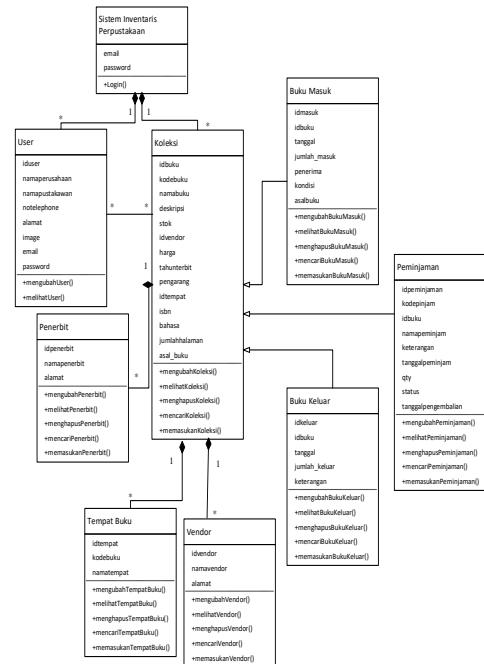 Sistem Inventaris
Perpustakaan
email
password
+Login()
*
1
1
*
User
iduser
namaperusahaan
namapustakawan
notelephone
alamat
image
email
password
+mengubahUser()
+melihatUser()
*
*
Koleksi
idbuku
kodebuku
namabuku
deskripsi
stok
idvendor
harga
tahunterbit
pengarang
idtempat
isbn
bahasa
jumlahhalaman
asal_buku
+mengubahKoleksi()
+melihatKoleksi()
+menghapusKoleksi()
+mencariKoleksi()
+memasukanKoleksi()
1
*
1
1
Buku Masuk
idmasuk
idbuku
tanggal
jumlah_masuk
penerima
kondisi
asalbuku
+mengubahBukuMasuk()
+melihatBukuMasuk()
+menghapusBukuMasuk()
+mencariBukuMasuk()
+memasukanBukuMasuk()
Peminjaman
idpeminjaman
kodepinjam
idbuku
namapeminjam
keterangan
tanggalpeminjam
qty
status
tanggalpengembalian
+mengubahPeminjaman()
+melihatPeminjaman()
+menghapusPeminjaman()
+mencariPeminjaman()
+memasukanPeminjaman()
Penerbit
idpenerbit
namapenerbit
alamat
+mengubahPenerbit()
+melihatPenerbit()
+menghapusPenerbit()
+mencariPenerbit()
+memasukanPenerbit()
Buku Keluar
idkeluar
idbuku
tanggal
jumlah_keluar
keterangan
+mengubahBukuKeluar()
+melihatBukuKeluar()
+menghapusBukuKeluar()
+mencariBukuKeluar()
+memasukanBukuKeluar()
*
Tempat Buku
idtempat
kodebuku
namatempat
+mengubahTempatBuku()
+melihatTempatBuku()
+menghapusTempatBuku()
+mencariTempatBuku()
+memasukanTempatBuku()
*
Vendor
idvendor
namavendor
alamat
+mengubahVendor()
+melihatVendor()
+menghapusVendor()
+mencariVendor()
+memasukanVendor()